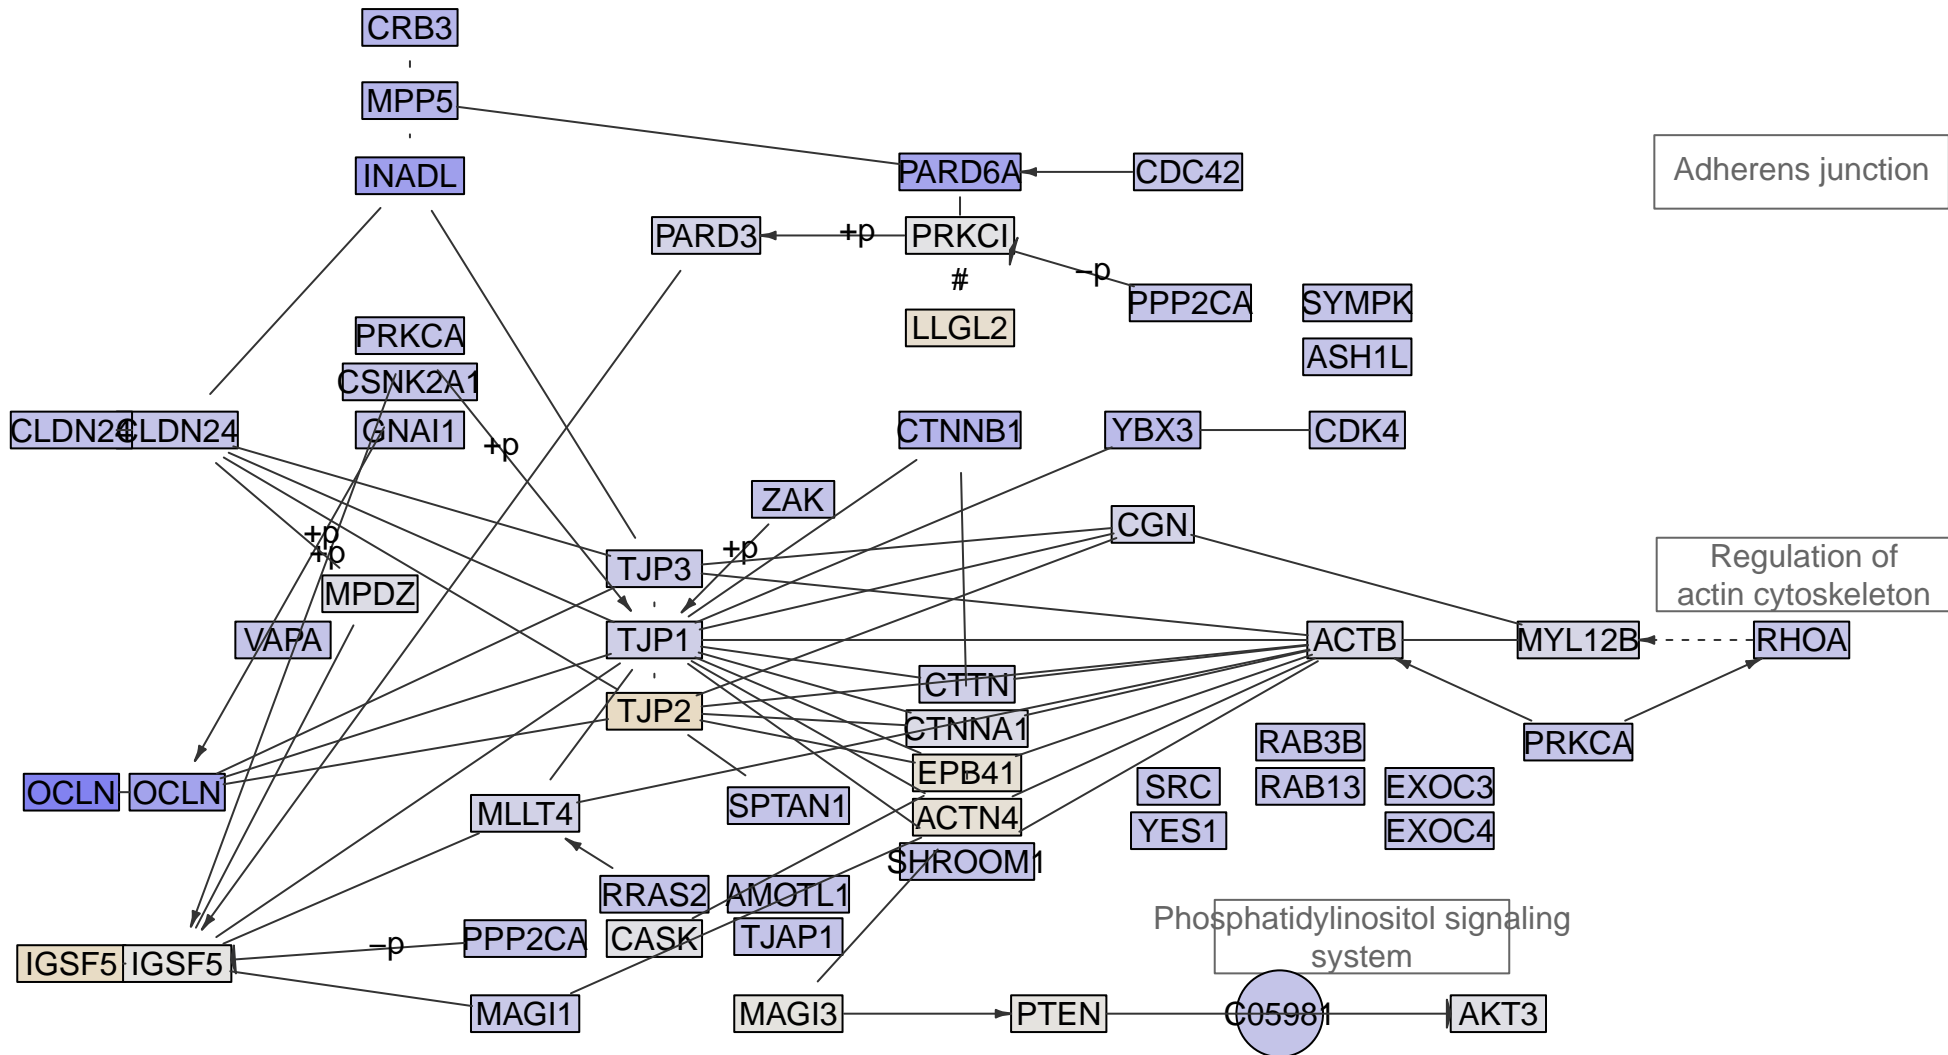 CRB3
MPP5
INADL
PARD6A
CDC42
Adherens junction
PARD3
+p
PRKCI
–p
#
PPP2CA
SYMPK
PRKCA
LLGL2
ASH1L
CSNK2A1
CLDN24
CLDN24
GNAI1
+p
CTNNB1
YBX3
CDK4
ZAK
CGN
+p
+p
+p
TJP3
Regulation of
actin cytoskeleton
MPDZ
VAPA
TJP1
ACTB
MYL12B
RHOA
CTTN
TJP2
CTNNA1
RAB3B
PRKCA
EPB41
OCLN
OCLN
SRC
RAB13
EXOC3
MLLT4
SPTAN1
ACTN4
YES1
EXOC4
SHROOM1
RRAS2
AMOTL1
Phosphatidylinositol signaling
system
–p
PPP2CA
CASK
TJAP1
IGSF5
IGSF5
MAGI1
MAGI3
PTEN
C05981
AKT3